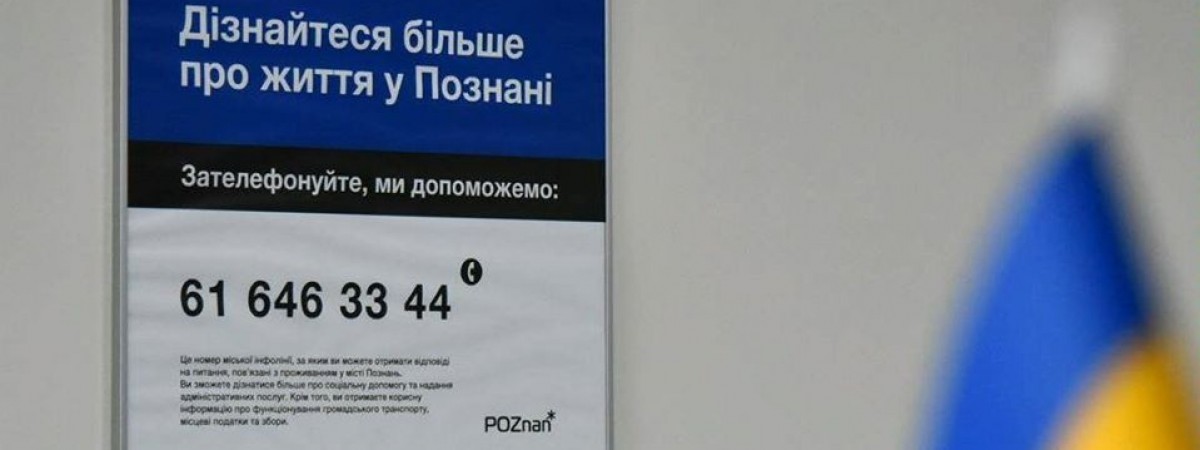 Дізнайтеся більше
про життя у Познані
Зателефонуйте, ми допоможемо:
61 646 33 44
Це номер міської інфолінії, за яким ви можете отримати відповіді
на питання, пов'язані з проживанням у місті Познань.
Ви зможете дізнатися більше про соціальну допомогу та надання
адміністративних послуг. Крім того, ви отримаєте корисну
інформацію про функціонування громадського транспорту,
місцеві податки та збори.
POZnan*